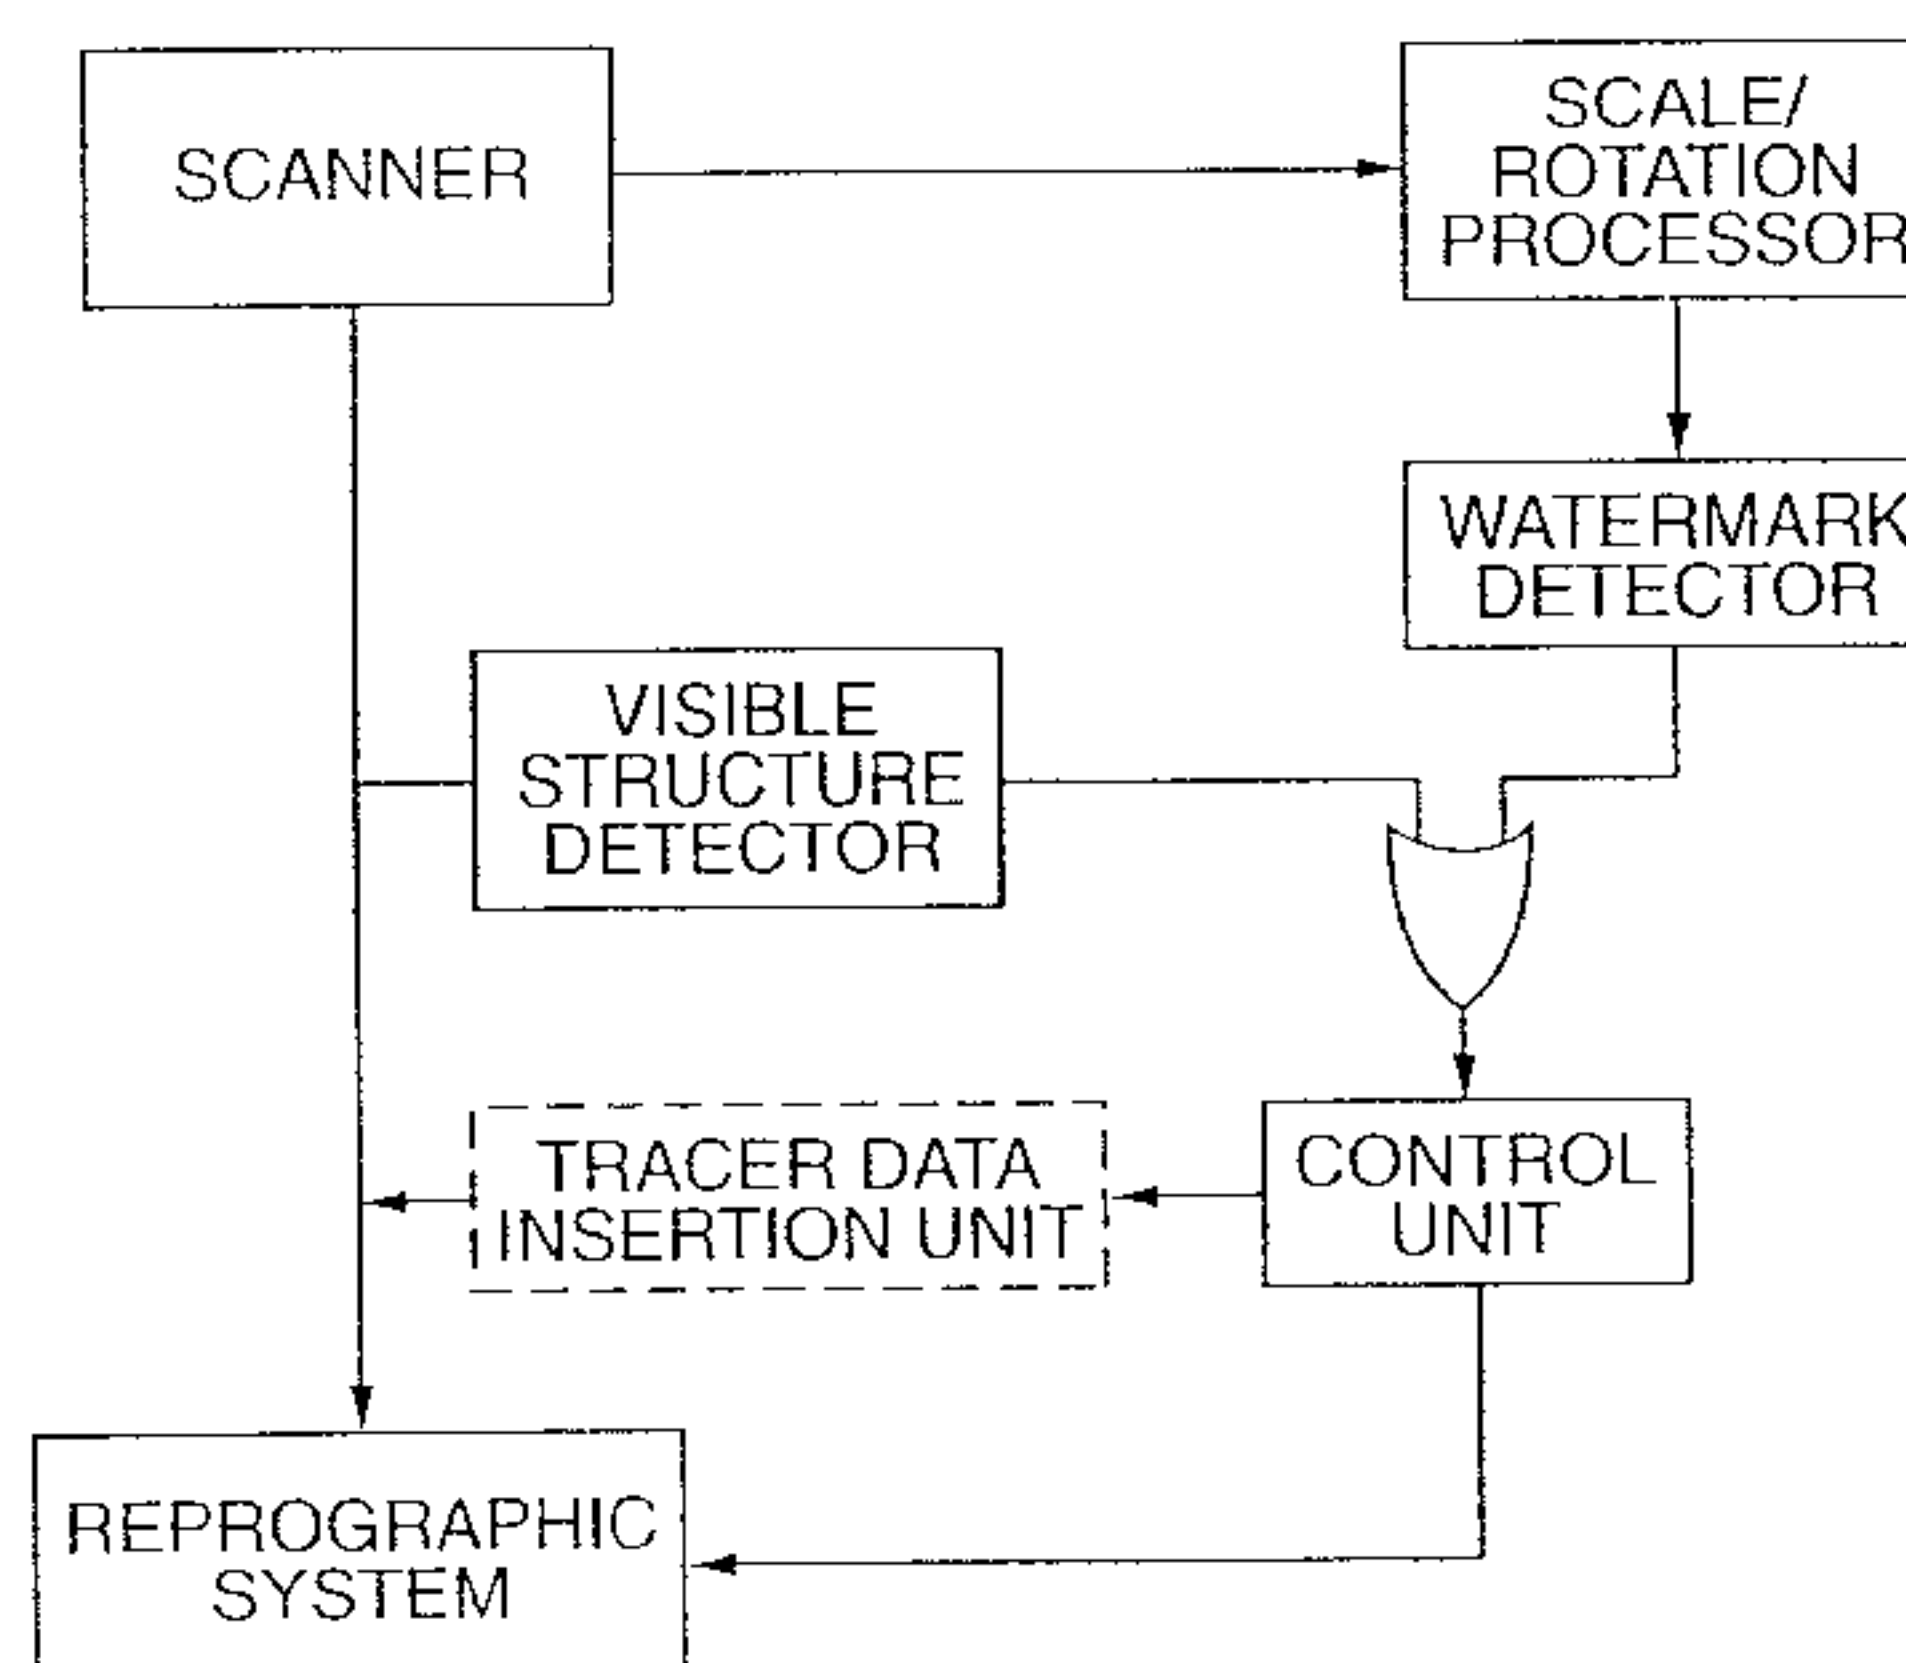 SCANNER
SCALE/
ROTATION
PROCESSOR
WATERMARK
DETECTOR
VISIBLE
STRUCTURE
DETECTOR
TRACER DATA
INSERTION UNIT
CONTROL
UNIT
REPROGRAPHIC
SYSTEM